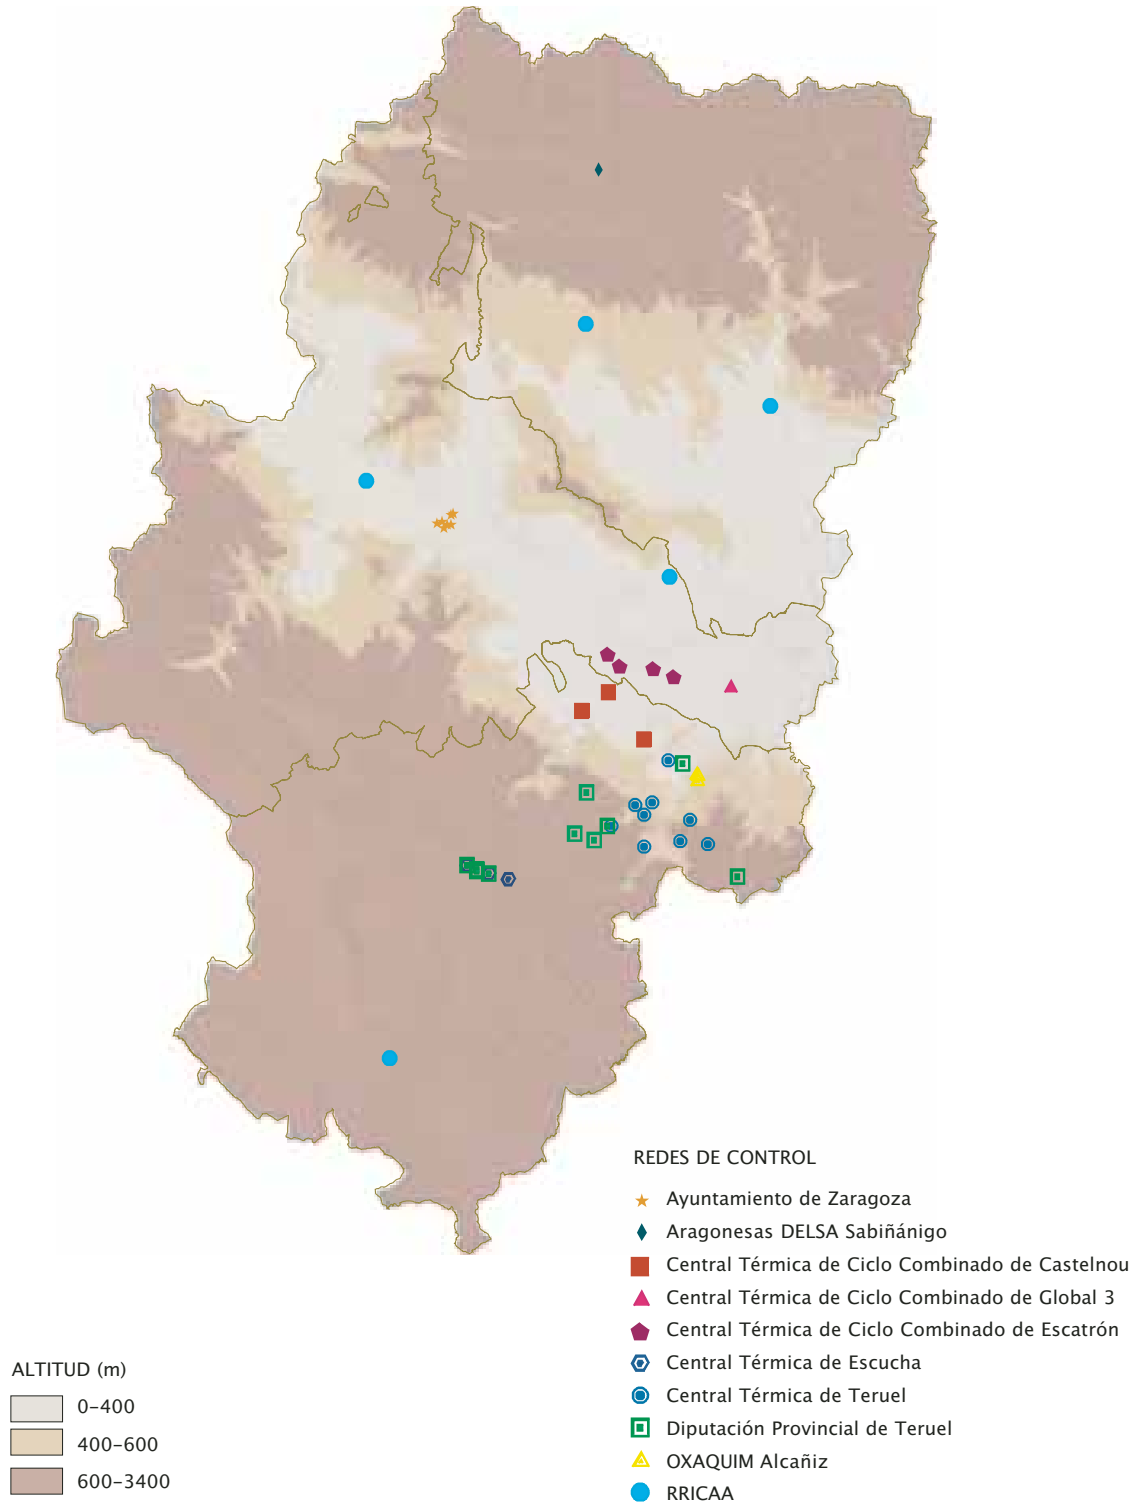 REDES DE CONTROL
Ayuntamiento de Zaragoza
Aragonesas DELSA Sabiñánigo
Central Térmica de Ciclo Combinado de Castelnou
Central Térmica de Ciclo Combinado de Global 3
Central Térmica de Ciclo Combinado de Escatrón
Central Térmica de Escucha
Central Térmica de Teruel
Diputación Provincial de Teruel
OXAQUIM Alcañiz
RRICAA
ALTITUD (m)
0-400
400-600
600-3400